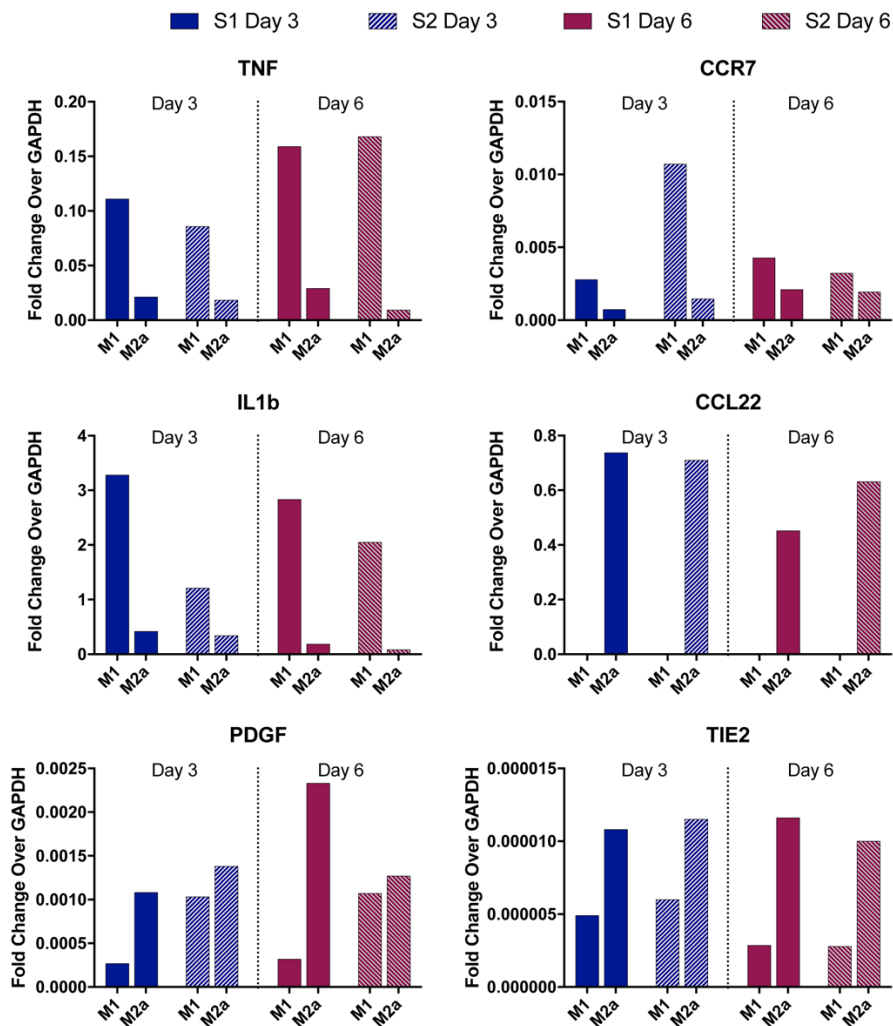 S1 Day 3 S2 Day 3 S1 Day 6 S2 Day 6
TNF
Fold Change Over GAPDH
0.20
0.15
0.10
0.05
0.00
Day 3 Day 6
M1 M2a M1 M2a M1 M2a M1 M2a
CCR7
Fold Change Over GAPDH
0.015
0.010
0.005
0.000
Day 3 Day 6
M1 M2a M1 M2a M1 M2a M1 M2a
IL1b
Fold Change Over GAPDH
4
3
2
1
0
Day 3 Day 6
M1 M2a M1 M2a M1 M2a M1 M2a
CCL22
Fold Change Over GAPDH
0.8
0.6
0.4
0.2
0.0
Day 3 Day 6
M1 M2a M1 M2a M1 M2a M1 M2a
PDGF
Fold Change Over GAPDH
0.0025
0.0020
0.0015
0.0010
0.0005
0.0000
Day 3 Day 6
M1 M2a M1 M2a M1 M2a M1 M2a
TIE2
Fold Change Over GAPDH
0.000015
0.000010
0.000005
0.000000
Day 3 Day 6
M1 M2a M1 M2a M1 M2a M1 M2a